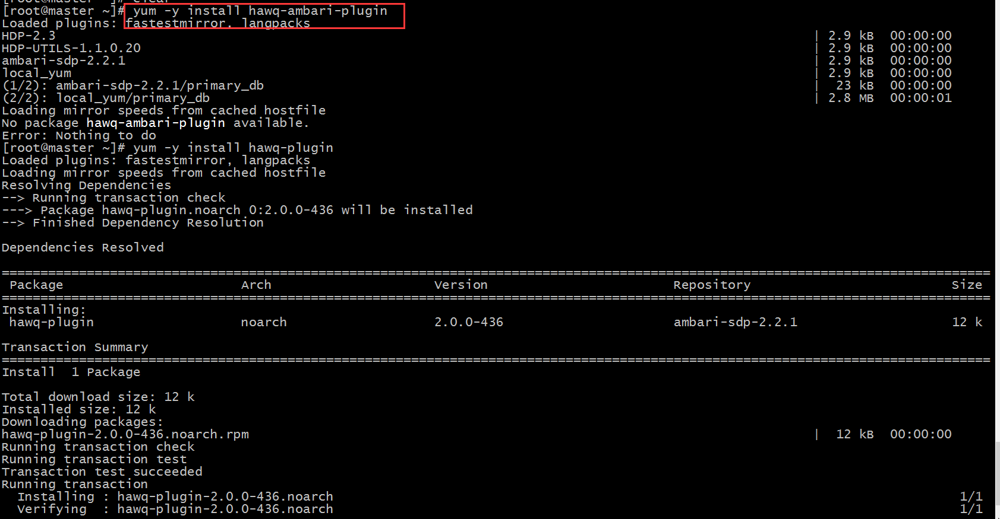 [root@master ~]# clear
[root@master ~]# yum -y install hawq-ambari-plugin
Loaded plugins: fastestmirror, langpacks
HDP-2.3 | 2.9 kB 00:00:00
HDP-UTILS-1.1.0.20 | 2.9 kB 00:00:00
ambari-sdp-2.2.1 | 2.9 kB 00:00:00
local_yum | 2.9 kB 00:00:00
(1/2): ambari-sdp-2.2.1/primary_db | 23 kB 00:00:00
(2/2): local_yum/primary_db | 2.8 MB 00:00:01
Loading mirror speeds from cached hostfile
No package hawq-ambari-plugin available.
Error: Nothing to do
[root@master ~]# yum -y install hawq-plugin
Loaded plugins: fastestmirror, langpacks
Loading mirror speeds from cached hostfile
Resolving Dependencies
--> Running transaction check
---> Package hawq-plugin.noarch 0:2.0.0-436 will be installed
--> Finished Dependency Resolution
Dependencies Resolved
================================================================================
Package Arch Version Repository Size
================================================================================
Installing:
hawq-plugin noarch 2.0.0-436 ambari-sdp-2.2.1 12 k
Transaction Summary
================================================================================
Install 1 Package
Total download size: 12 k
Installed size: 12 k
Downloading packages:
hawq-plugin-2.0.0-436.noarch.rpm | 12 kB 00:00:00
Running transaction check
Running transaction test
Transaction test succeeded
Running transaction
Installing : hawq-plugin-2.0.0-436.noarch 1/1
Verifying : hawq-plugin-2.0.0-436.noarch 1/1